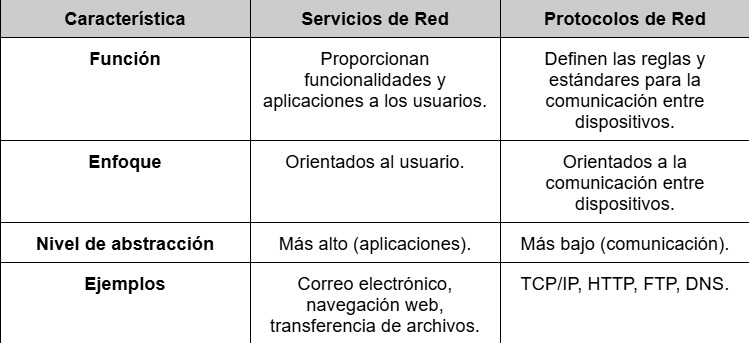 Característica
Servicios de Red
Protocolos de Red
Función
Proporcionan
funcionalidades y
aplicaciones a los usuarios.
Definen las reglas y
estándares para la
comunicación entre
dispositivos.
Enfoque
Orientados al usuario.
Orientados a la
comunicación entre
dispositivos.
Nivel de abstracción
Más alto (aplicaciones).
Más bajo (comunicación).
Ejemplos
Correo electrónico,
navegación web,
transferencia de archivos.
TCP/IP, HTTP, FTP, DNS.